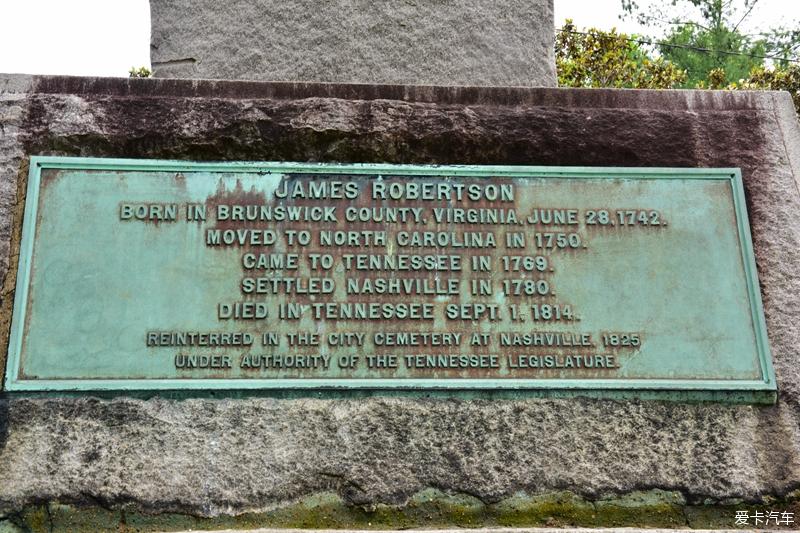 JAMES ROBERTSON
BORN IN BRUNSWICK COUNTY, VIRGINIA, JUNE 28, 1742.
MOVED TO NORTH CAROLINA IN 1750.
CAME TO TENNESSEE IN 1769.
SETTLED NASHVILLE IN 1780.
DIED IN TENNESSEE SEPT. 1, 1814.
REINTERRED IN THE CITY CEMETERY AT NASHVILLE, 1825
UNDER AUTHORITY OF THE TENNESSEE LEGISLATURE.
爱卡汽车